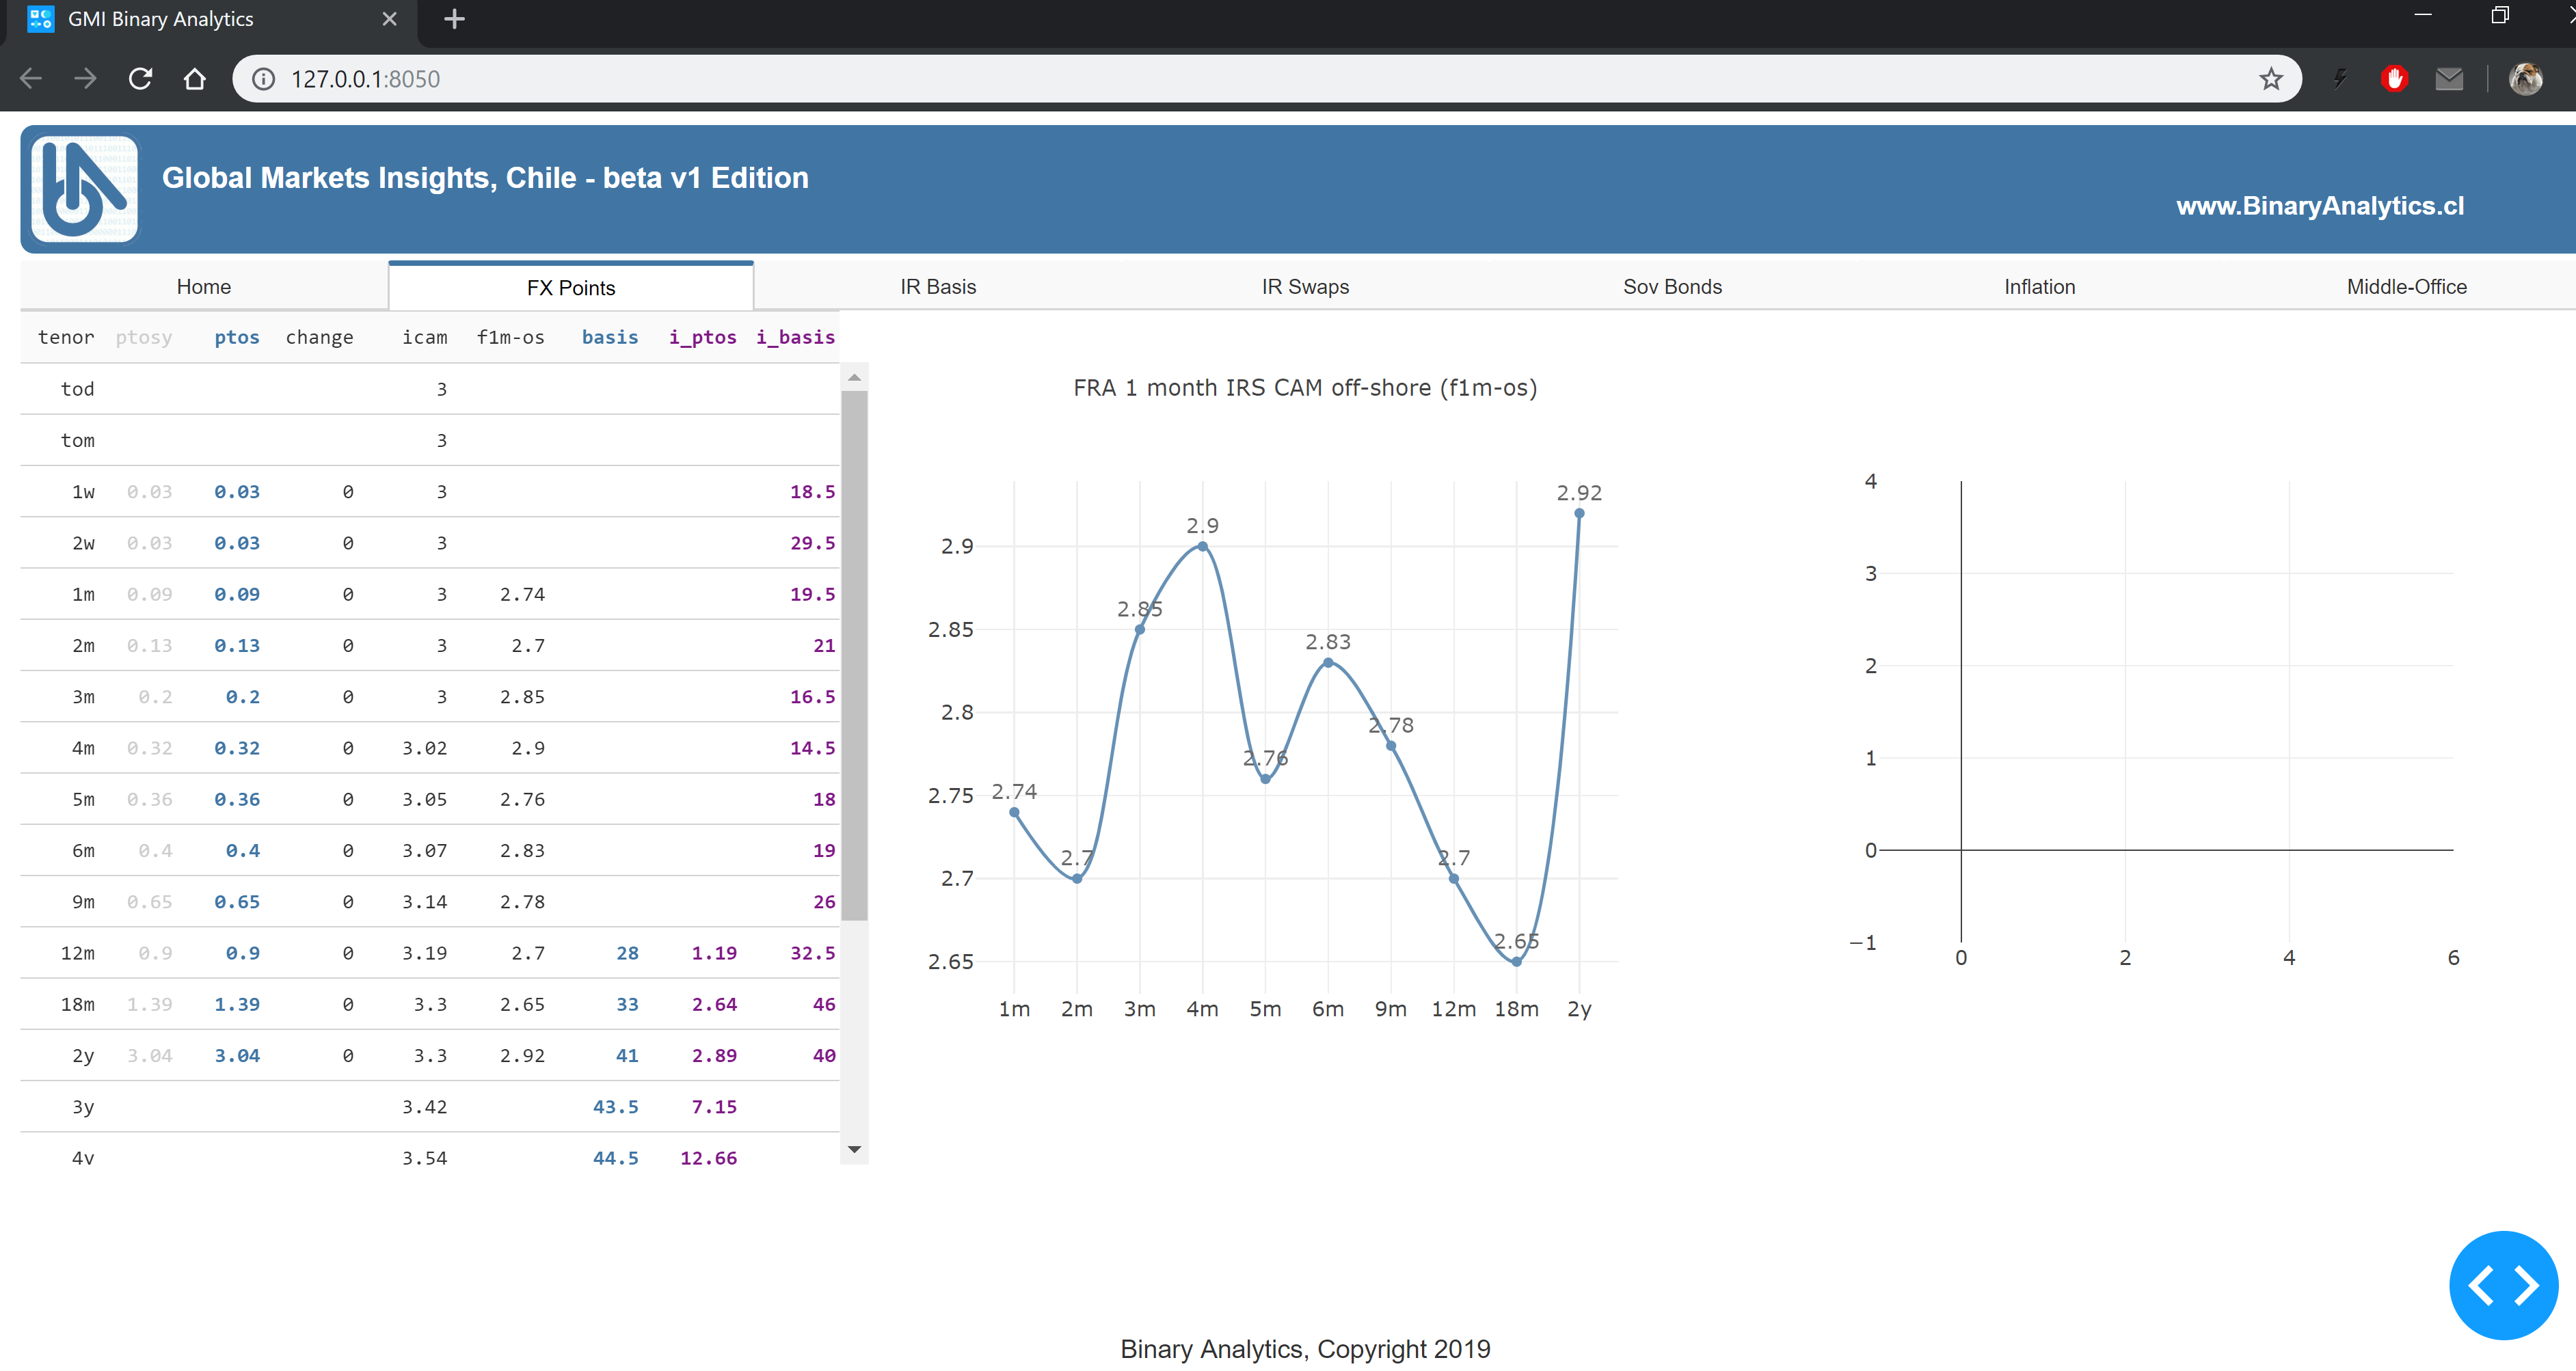 GMI Binary Analytics
127.0.0.1:8050
Global Markets Insights, Chile - beta v1 Edition
www.BinaryAnalytics.cl
Home FX Points IR Basis IR Swaps Sov Bonds Inflation Middle-Office
tenor ptosy ptos change icam f1m-os basis i_ptos i_basis
tod 3
tom 3
1w 0.03 0.03 0 3 18.5
2w 0.03 0.03 0 3 29.5
1m 0.09 0.09 0 3 2.74 19.5
2m 0.13 0.13 0 3 2.7 21
3m 0.2 0.2 0 3 2.85 16.5
4m 0.32 0.32 0 3.02 2.9 14.5
5m 0.36 0.36 0 3.05 2.76 18
6m 0.4 0.4 0 3.07 2.83 19
9m 0.65 0.65 0 3.14 2.78 26
12m 0.9 0.9 0 3.19 2.7 28 1.19 32.5
18m 1.39 1.39 0 3.3 2.65 33 2.64 46
2y 3.04 3.04 0 3.3 2.92 41 2.89 40
3y 3.42 43.5 7.15
4y 3.54 44.5 12.66
FRA 1 month IRS CAM off-shore (f1m-os)
2.9
2.85
2.8
2.75
2.7
2.65
2.74 2.7 2.85 2.9 2.76 2.83 2.78 2.7 2.65 2.92
1m 2m 3m 4m 5m 6m 9m 12m 18m 2y
4
3
2
1
0
−1
0 2 4 6
Binary Analytics, Copyright 2019